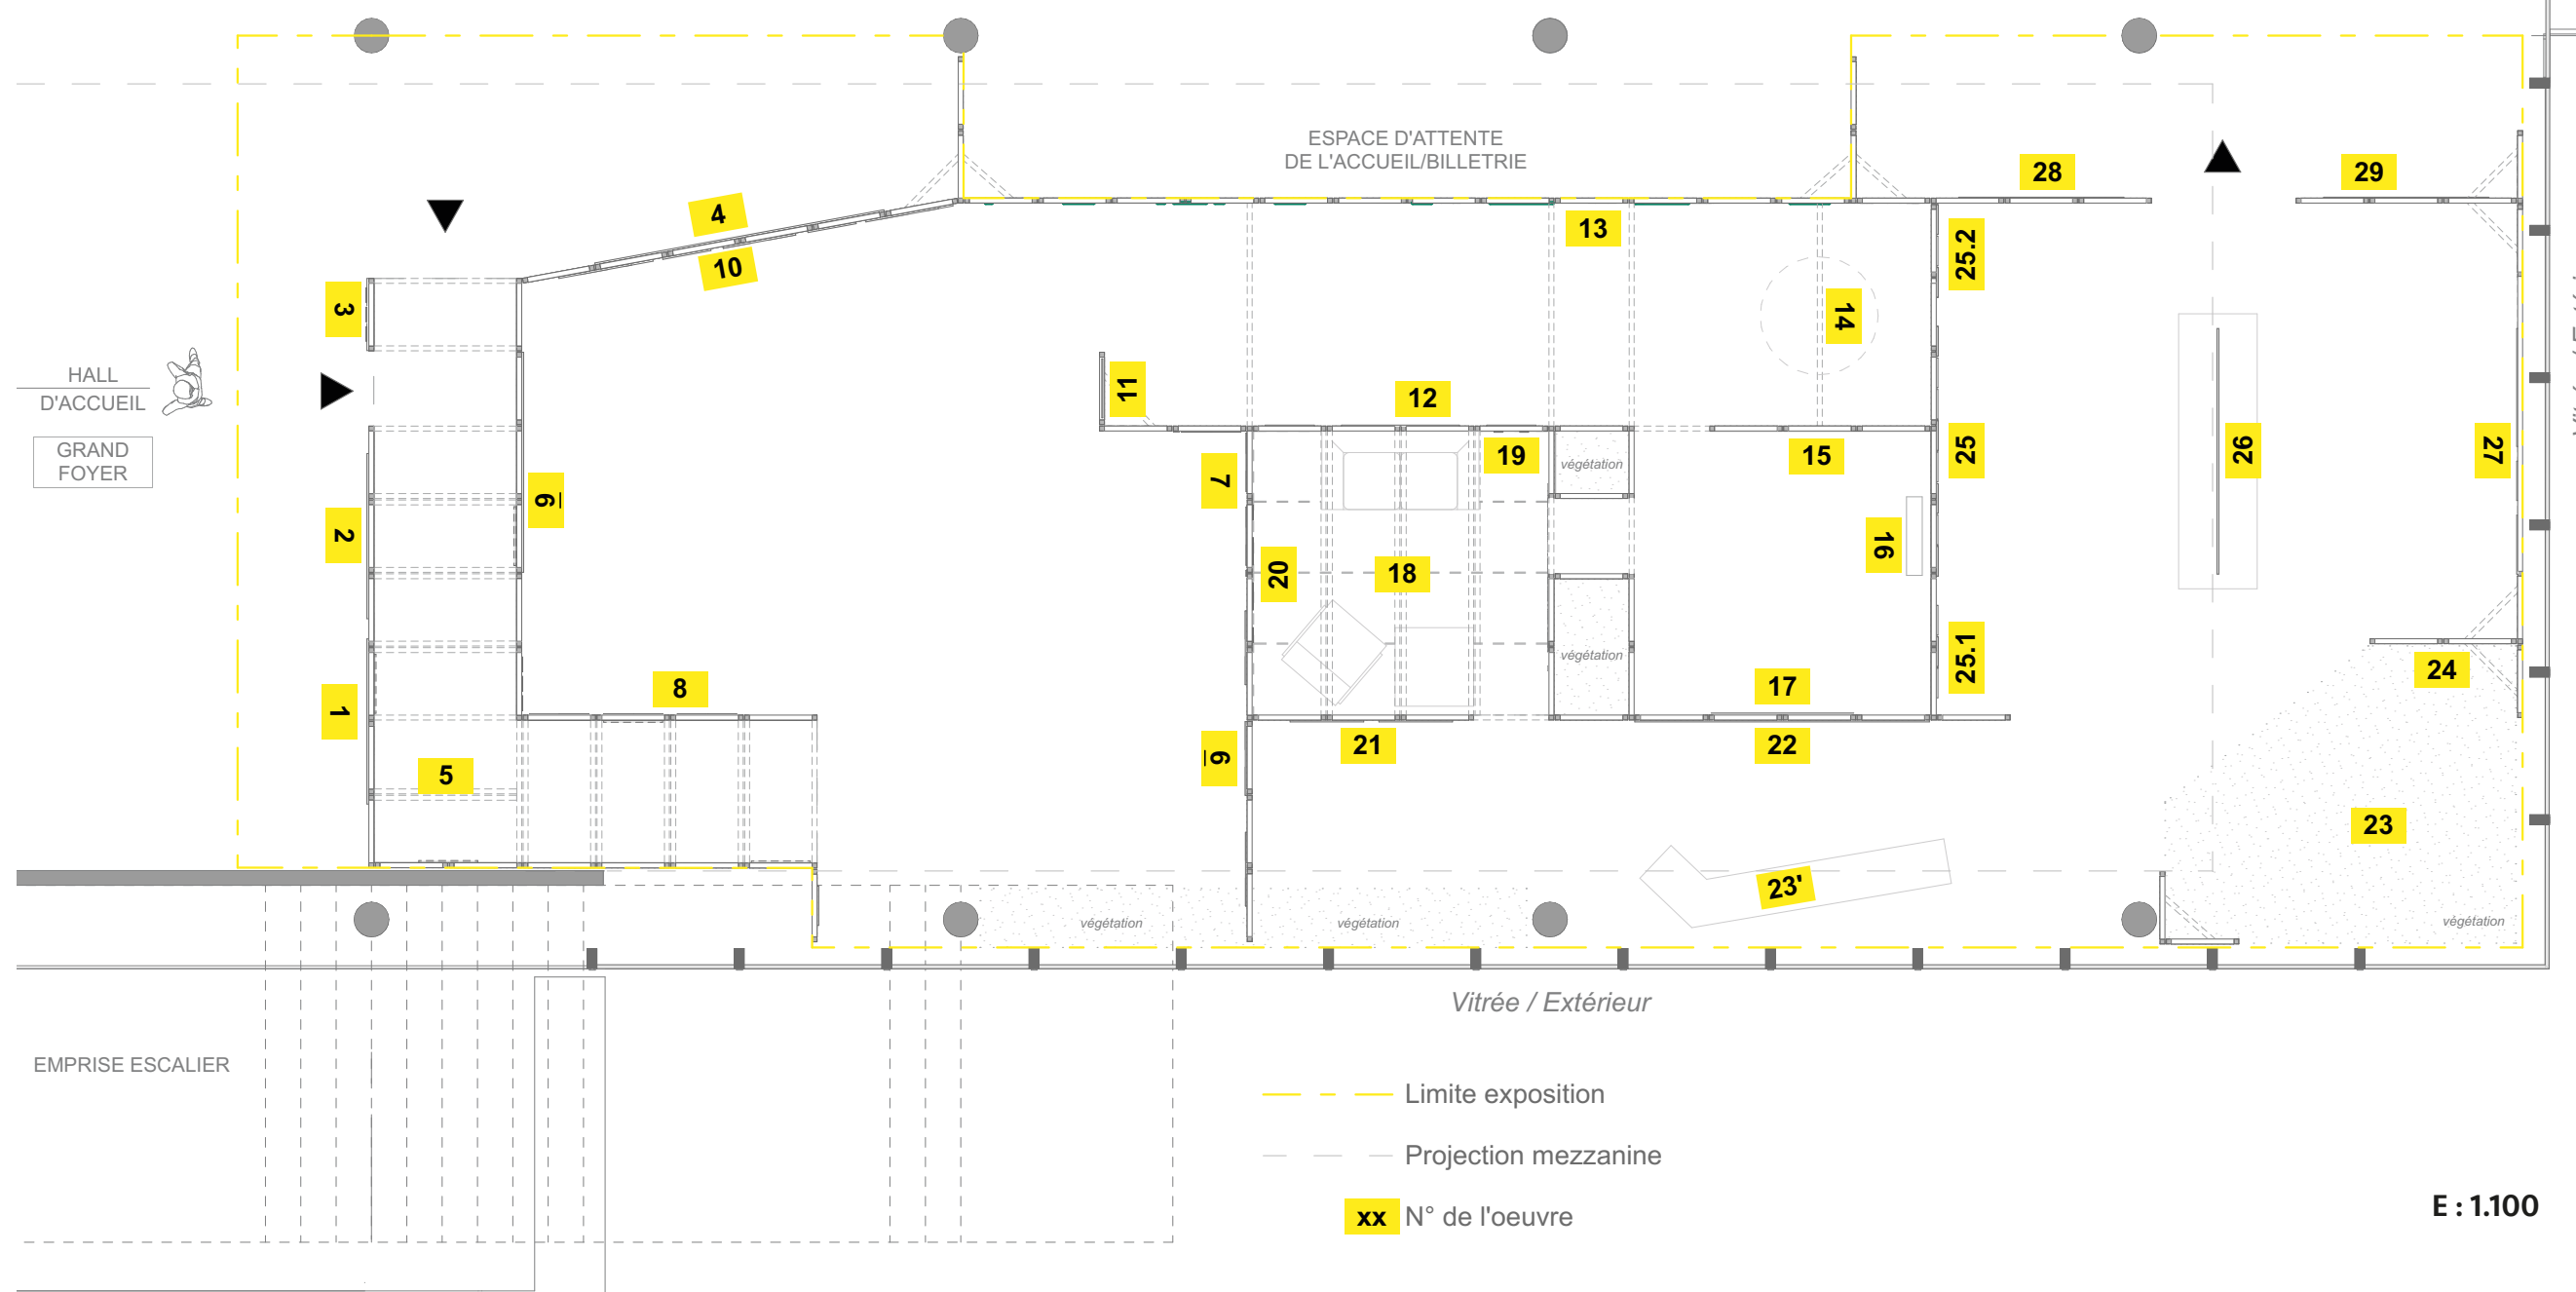 ESPACE D'ATTENTE
DE L'ACCUEIL/BILLETRIE
28
29
4
10
13
25.2
3
14
HALL
D'ACCUEIL
GRAND
FOYER
11
12
19
végétation
15
25
26
27
7
9
2
20
18
16
végétation
25.1
24
1
8
17
5
6
21
22
23
23'
végétation
végétation
végétation
Vitrée / Extérieur
EMPRISE ESCALIER
Limite exposition
Projection mezzanine
xx N° de l'oeuvre
E : 1.100